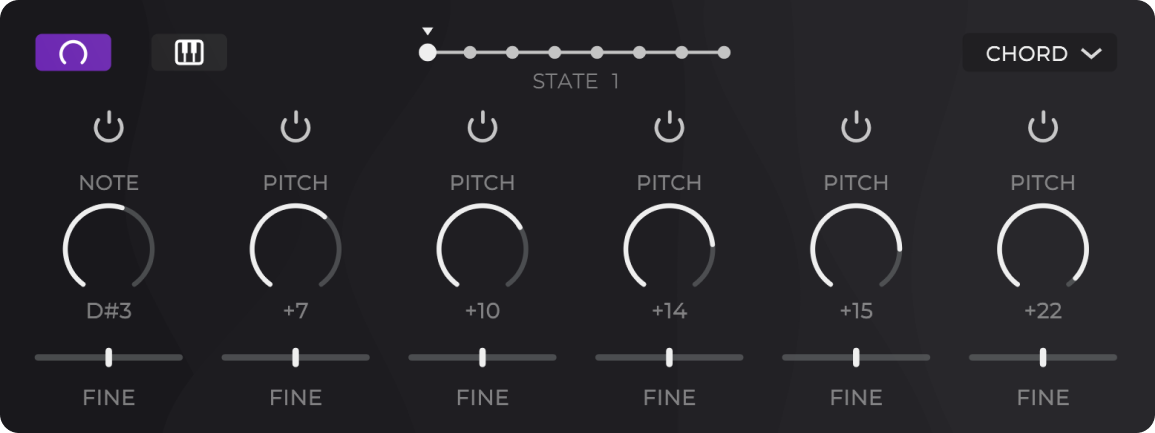 CHORD
STATE 1
NOTE PITCH PITCH PITCH PITCH PITCH
D#3 +7 +10 +14 +15 +22
FINE FINE FINE FINE FINE FINE